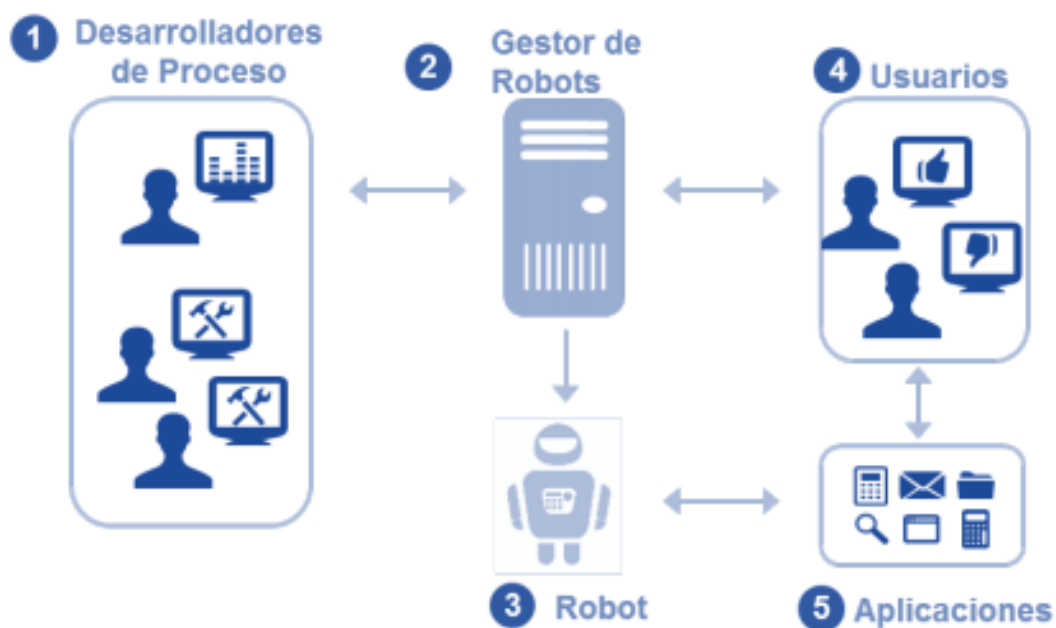 1 Desarrolladores
de Proceso
2 Gestor de
Robots
4 Usuarios
3 Robot
5 Aplicaciones